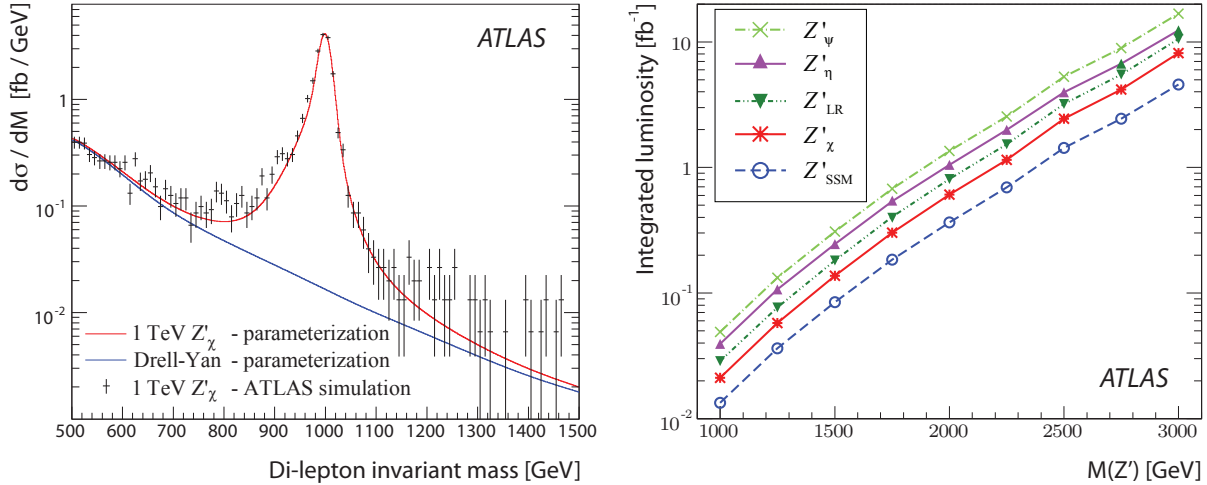 ATLAS
dσ / dM [fb / GeV]
1
10⁻¹
10⁻²
1 TeV Z'χ - parameterization
Drell-Yan - parameterization
1 TeV Z'χ - ATLAS simulation
500 600 700 800 900 1000 1100 1200 1300 1400 1500
Di-lepton invariant mass [GeV]
Integrated luminosity [fb⁻¹]
10
1
10⁻¹
10⁻²
Z'ψ
Z'η
Z'LR
Z'χ
Z'SSM
ATLAS
1000 1500 2000 2500 3000
M(Z') [GeV]